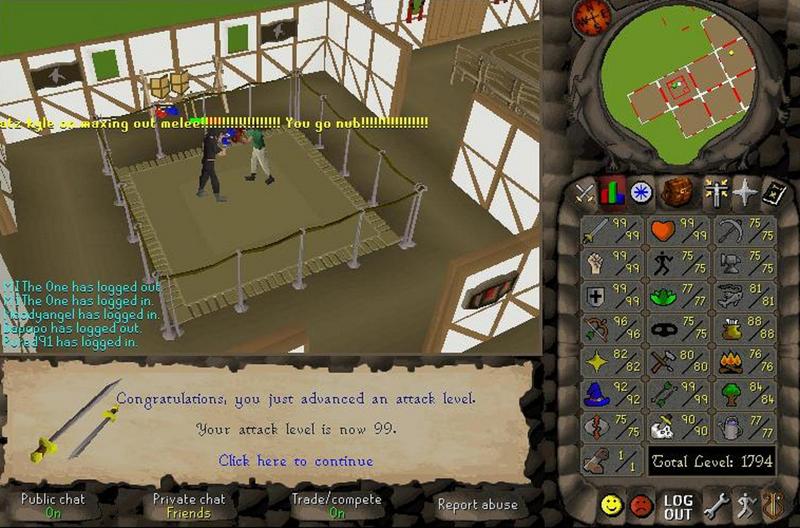 atz kyle on maxing out melee!!!!!!!!!!!!!!!!!!! You go nub!!!!!!!!!!!!!!!!
M I The One has logged out.
M I The One has logged in.
has logged in.
has logged out.
has logged in.
Congratulations, you just advanced an attack level.
Your attack level is now 99.
Click here to continue
Public chat
On
Private chat
Friends
Trade/compete
On
Report abuse
99/99 99/99 75/75
99/99 75/75 75/75
99/99 77/77 81/81
96/96 75/75 88/88
82/82 80/80 76/76
92/92 99/99 84/84
75/75 90/90 77/77
1/1 Total Level: 1794
LOG
OUT